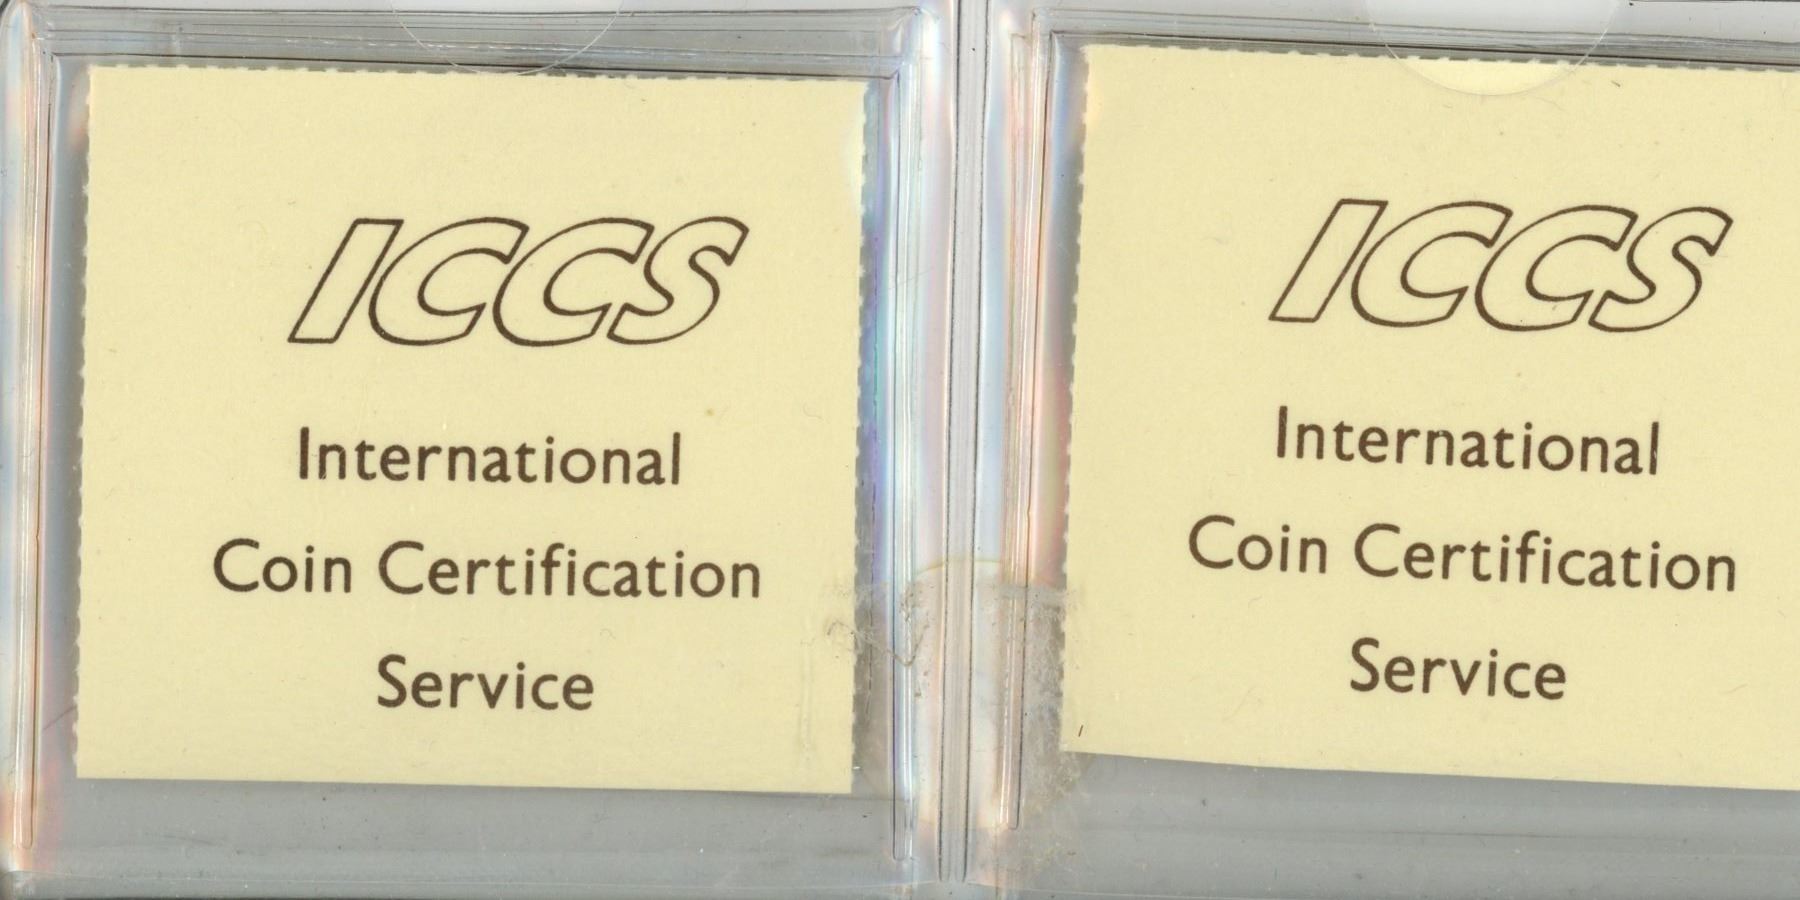 ICCS
International
Coin Certification
Service
ICCS
International
Coin Certification
Service